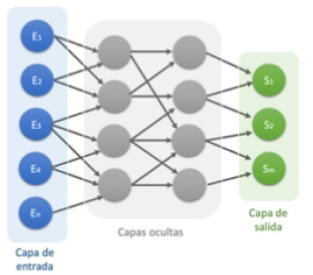 E1
E2
E3
E4
En
S1
S2
Sm
Capas ocultas
Capa de
salida
Capa de
entrada